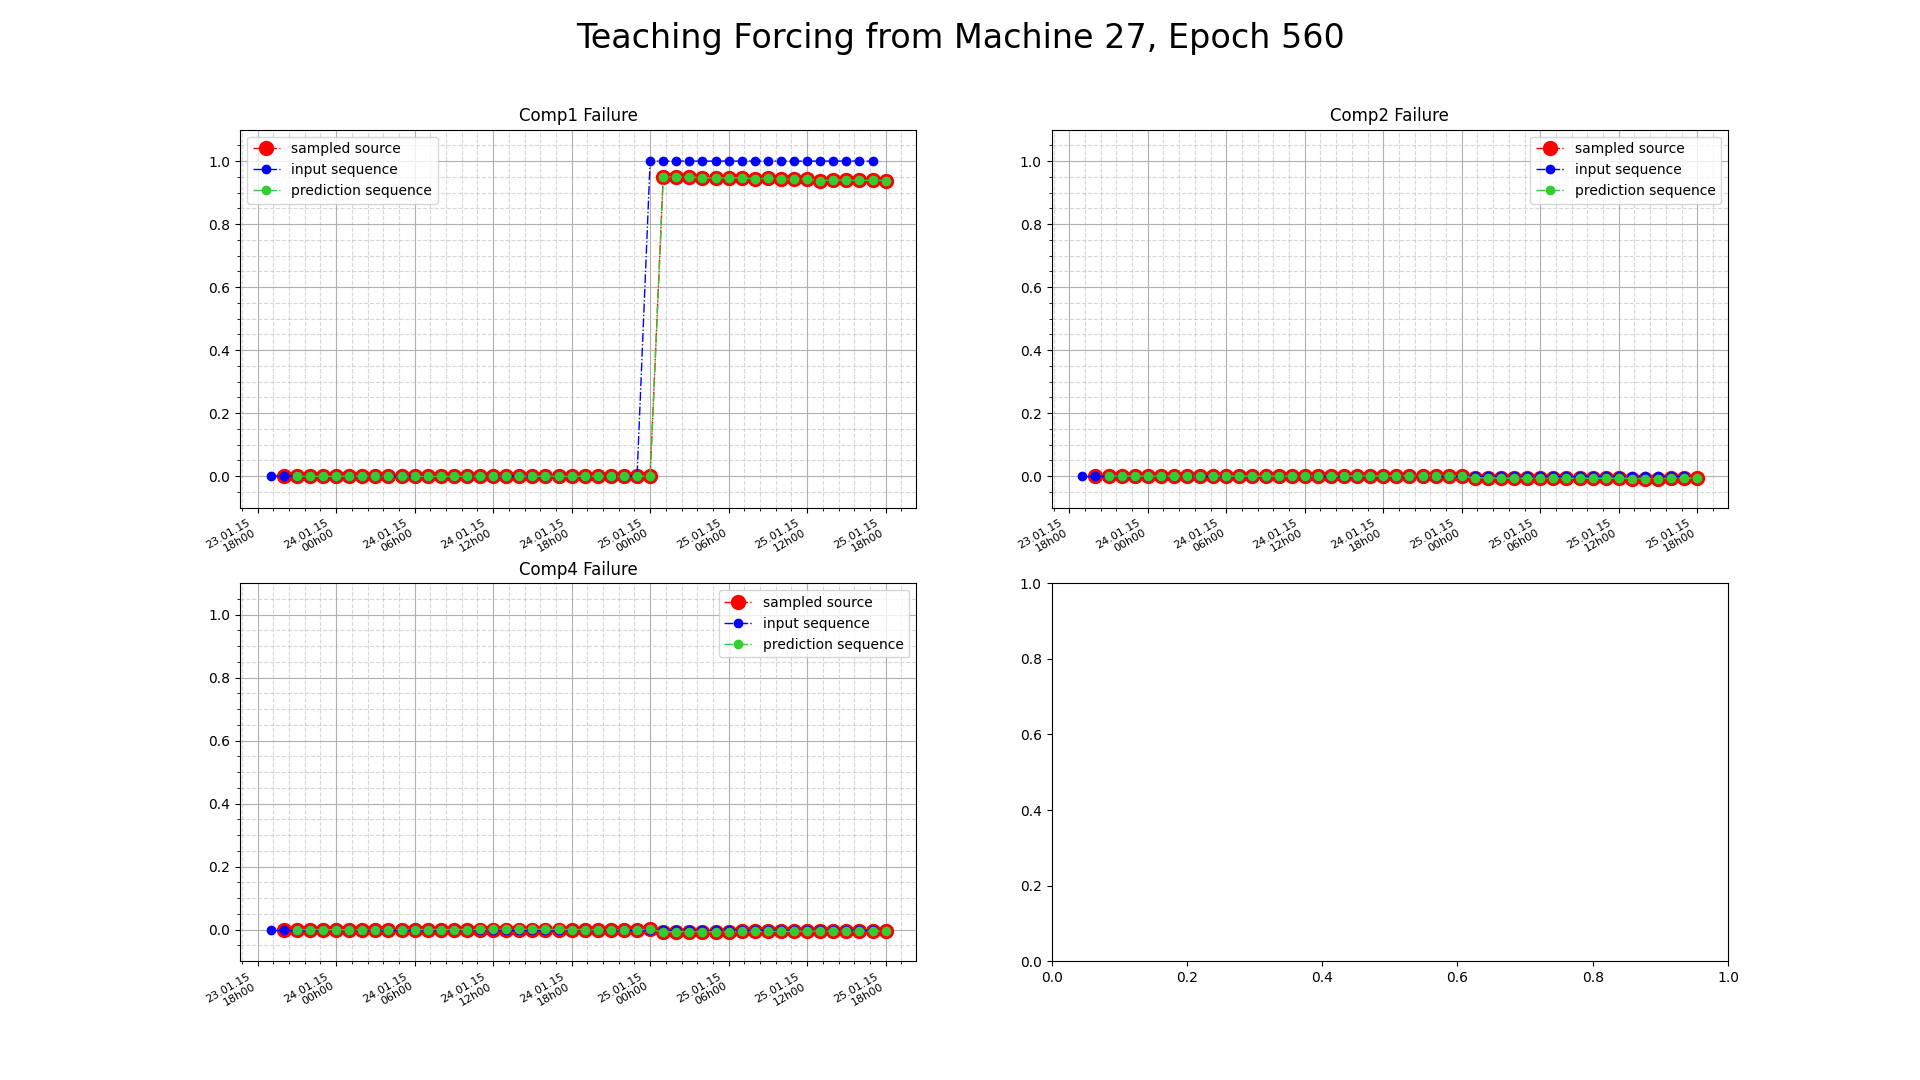 Teaching Forcing from Machine 27, Epoch 560
Comp1 Failure
sampled source
input sequence
prediction sequence
1.0
0.8
0.6
0.4
0.2
0.0
23.01.15
18h00
24.01.15
00h00
24.01.15
06h00
24.01.15
12h00
24.01.15
18h00
25.01.15
00h00
25.01.15
06h00
25.01.15
12h00
25.01.15
18h00
Comp2 Failure
sampled source
input sequence
prediction sequence
1.0
0.8
0.6
0.4
0.2
0.0
23.01.15
18h00
24.01.15
00h00
24.01.15
06h00
24.01.15
12h00
24.01.15
18h00
25.01.15
00h00
25.01.15
06h00
25.01.15
12h00
25.01.15
18h00
Comp4 Failure
sampled source
input sequence
prediction sequence
1.0
0.8
0.6
0.4
0.2
0.0
23.01.15
18h00
24.01.15
00h00
24.01.15
06h00
24.01.15
12h00
24.01.15
18h00
25.01.15
00h00
25.01.15
06h00
25.01.15
12h00
25.01.15
18h00
1.0
0.8
0.6
0.4
0.2
0.0
0.0 0.2 0.4 0.6 0.8 1.0